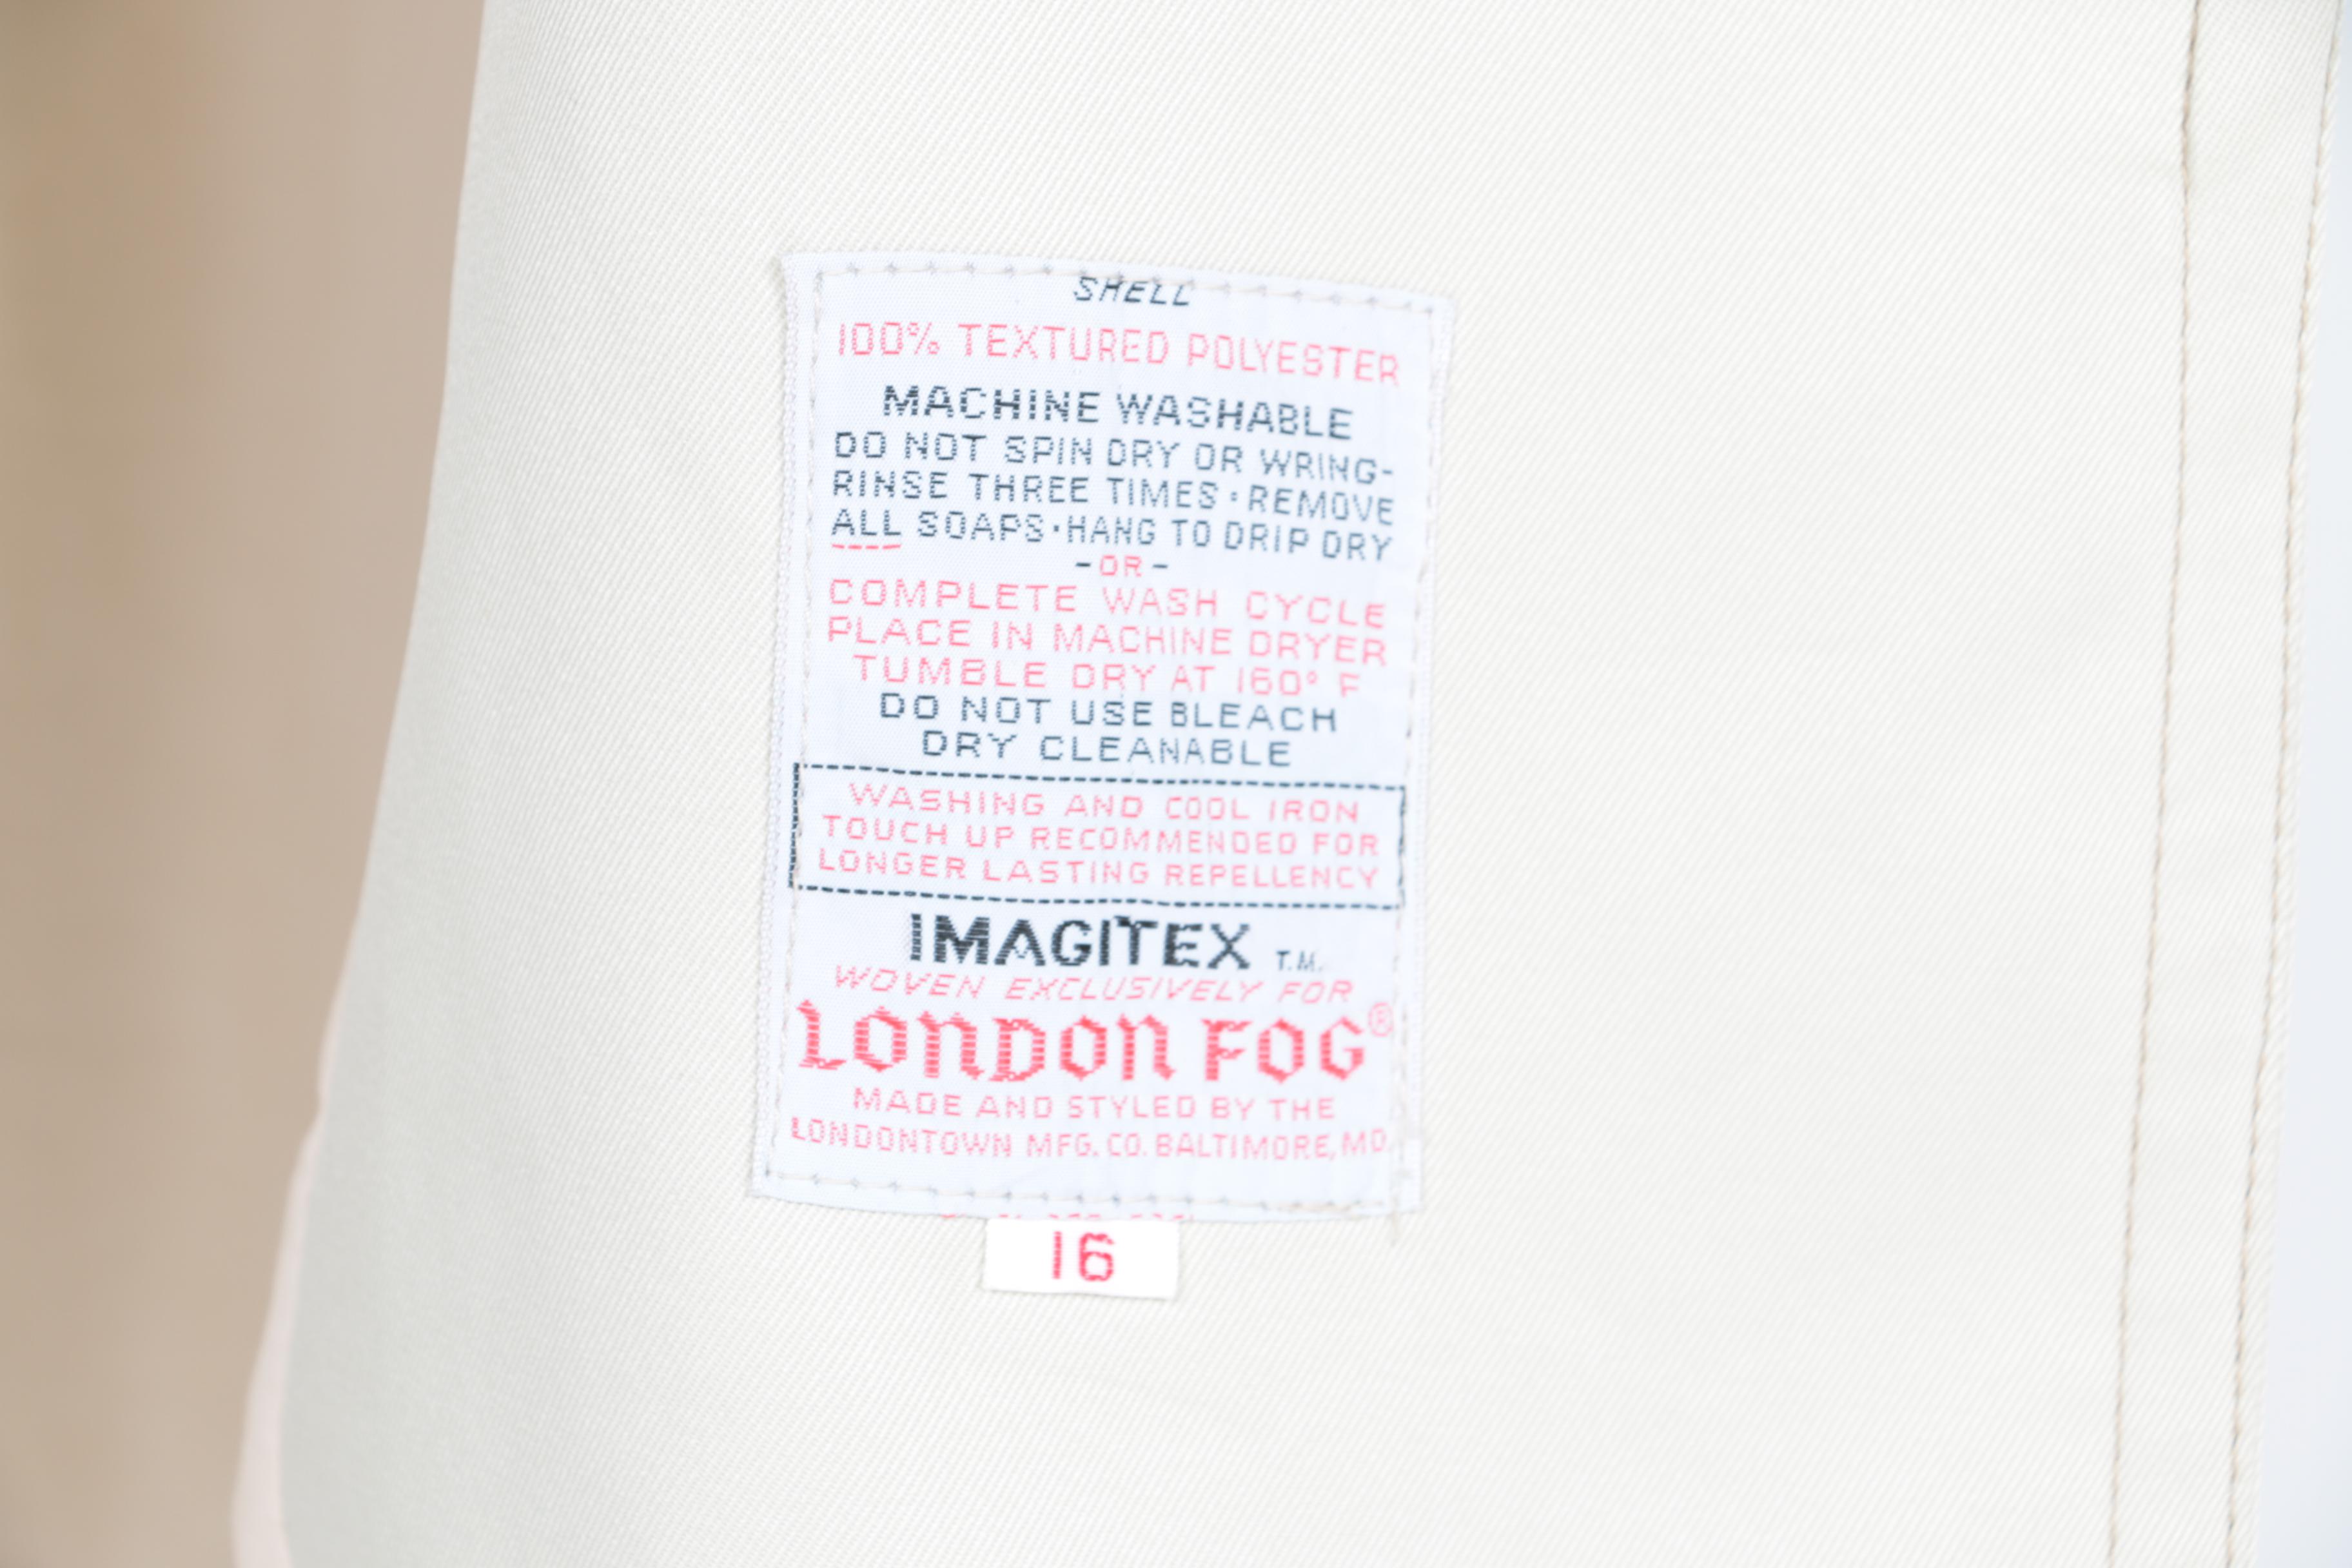 SHELL
100% TEXTURED POLYESTER
MACHINE WASHABLE
DO NOT SPIN DRY OR WRING-
RINSE THREE TIMES · REMOVE
ALL SOAPS · HANG TO DRIP DRY
-OR-
COMPLETE WASH CYCLE
PLACE IN MACHINE DRYER
TUMBLE DRY AT 160° F
DO NOT USE BLEACH
DRY CLEANABLE
WASHING AND COOL IRON
TOUCH UP RECOMMENDED FOR
LONGER LASTING REPELLENCY
IMAGITEX T.M.
WOVEN EXCLUSIVELY FOR
LONDON FOG®
MADE AND STYLED BY THE
LONDONTOWN MFG. CO. BALTIMORE, MD.
16